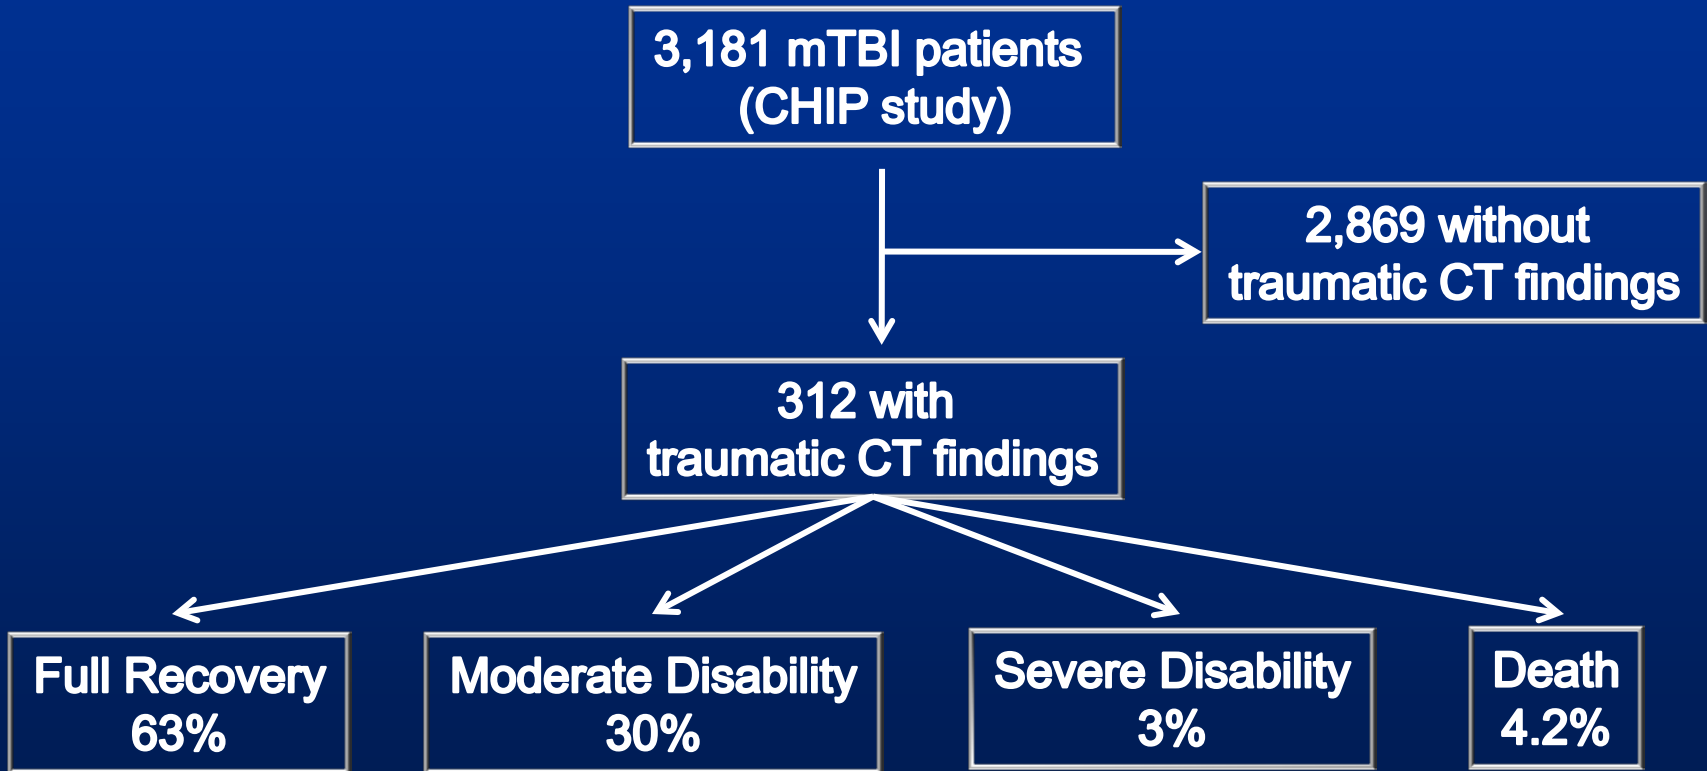 3,181 mTBI patients
(CHIP study)
2,869 without
traumatic CT findings
312 with
traumatic CT findings
Full Recovery
63%
Moderate Disability
30%
Severe Disability
3%
Death
4.2%